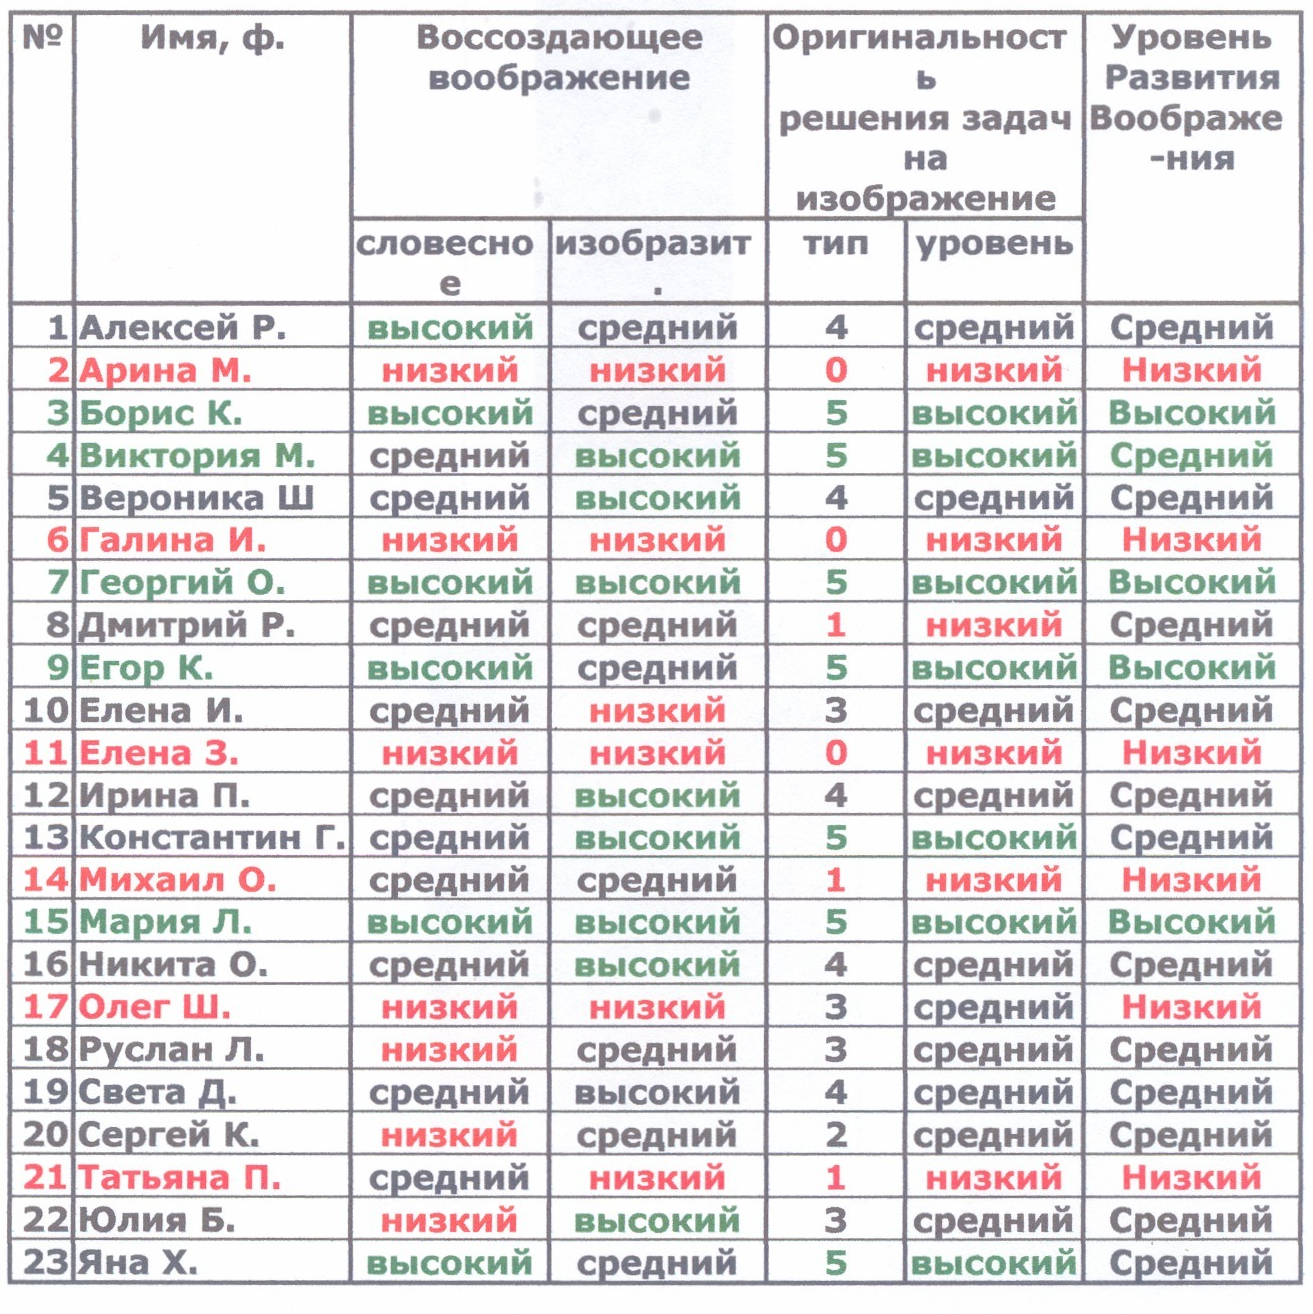 № Имя, ф. Воссоздающее воображение Оригинальност ь решения задач на изображение Уровень Развития Воображе -ния
словесно е изобразит . тип уровень
1 Алексей Р. высокий средний 4 средний Средний
2 Арина М. низкий низкий 0 низкий Низкий
3 Борис К. высокий средний 5 высокий Высокий
4 Виктория М. средний высокий 5 высокий Средний
5 Вероника Ш средний высокий 4 средний Средний
6 Галина И. низкий низкий 0 низкий Низкий
7 Георгий О. высокий высокий 5 высокий Высокий
8 Дмитрий Р. средний средний 1 низкий Средний
9 Егор К. высокий средний 5 высокий Высокий
10 Елена И. средний низкий 3 средний Средний
11 Елена З. низкий низкий 0 низкий Низкий
12 Ирина П. средний высокий 4 средний Средний
13 Константин Г. средний высокий 5 высокий Средний
14 Михаил О. средний средний 1 низкий Низкий
15 Мария Л. высокий высокий 5 высокий Высокий
16 Никита О. средний высокий 4 средний Средний
17 Олег Ш. низкий низкий 3 средний Низкий
18 Руслан Л. низкий средний 3 средний Средний
19 Света Д. средний высокий 4 средний Средний
20 Сергей К. низкий средний 2 средний Средний
21 Татьяна П. средний низкий 1 низкий Низкий
22 Юлия Б. низкий высокий 3 средний Средний
23 Яна Х. высокий средний 5 высокий Средний